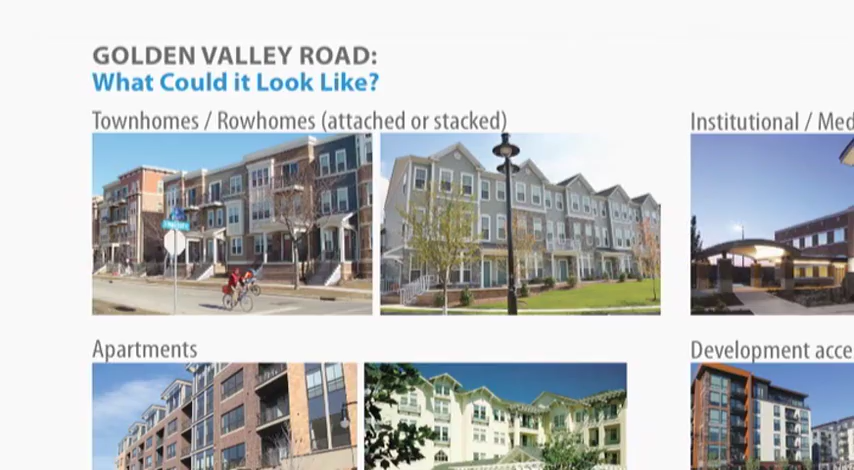 GOLDEN VALLEY ROAD:
What Could it Look Like?
Townhomes / Rowhomes (attached or stacked)
Institutional / Med
Apartments
Development acce